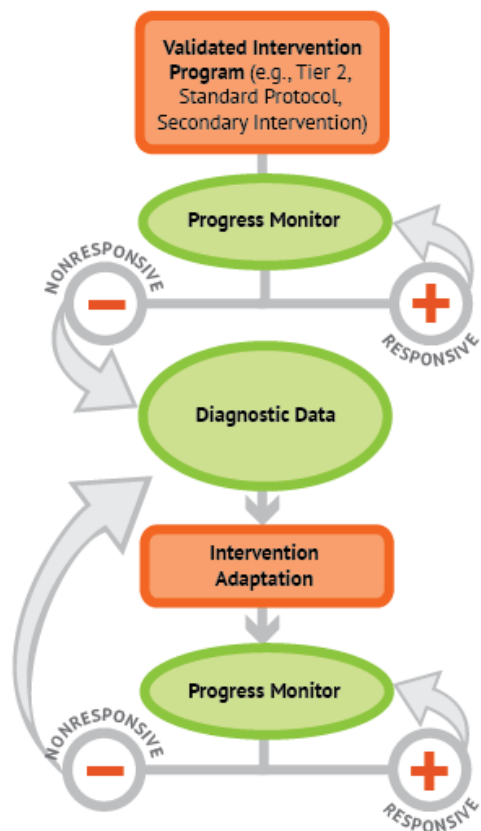 Validated Intervention
Program (e.g., Tier 2,
Standard Protocol,
Secondary Intervention)
Progress Monitor
NONRESPONSIVE
RESPONSIVE
Diagnostic Data
Intervention
Adaptation
Progress Monitor
NONRESPONSIVE
RESPONSIVE